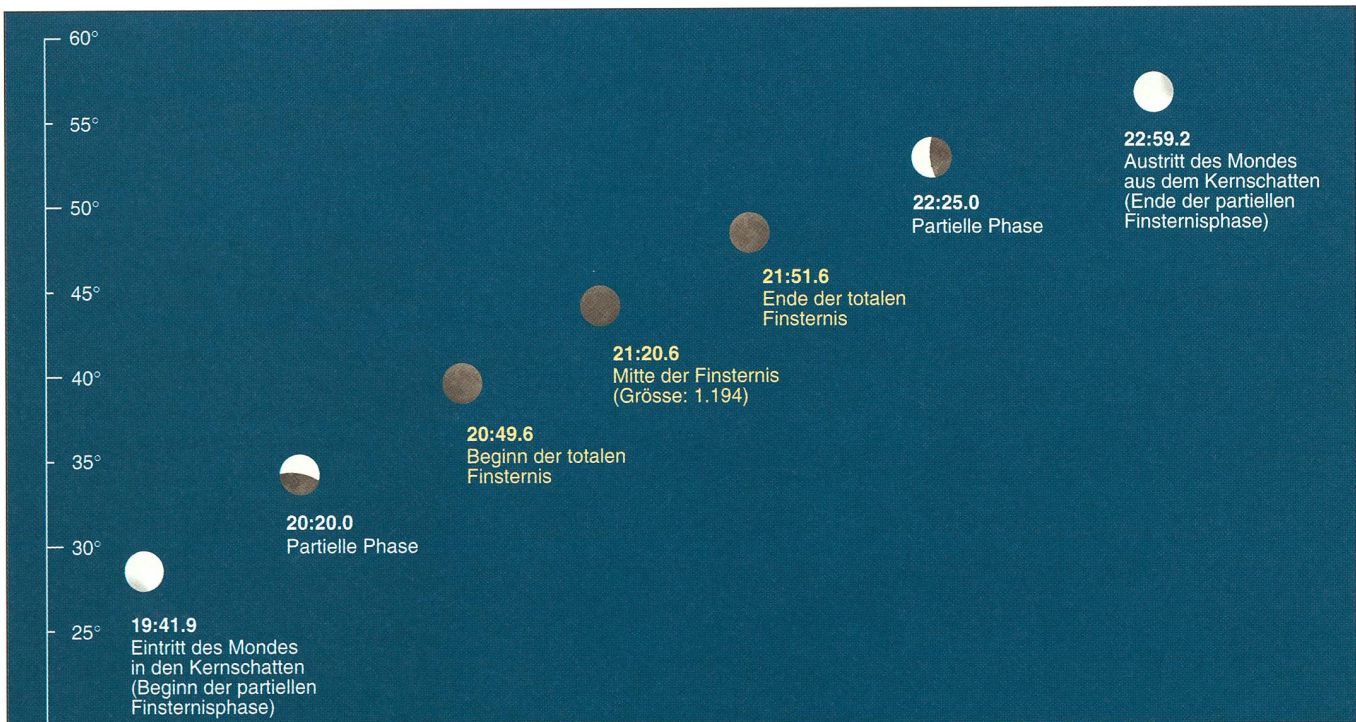 60°
55°
50°
45°
40°
35°
30°
25°
22:59.2
Austritt des Mondes
aus dem Kernschatten
(Ende der partiellen
Finsternisphase)
22:25.0
Partielle Phase
21:51.6
Ende der totalen
Finsternis
21:20.6
Mitte der Finsternis
(Grösse: 1.194)
20:49.6
Beginn der totalen
Finsternis
20:20.0
Partielle Phase
19:41.9
Eintritt des Mondes
in den Kernschatten
(Beginn der partiellen
Finsternisphase)